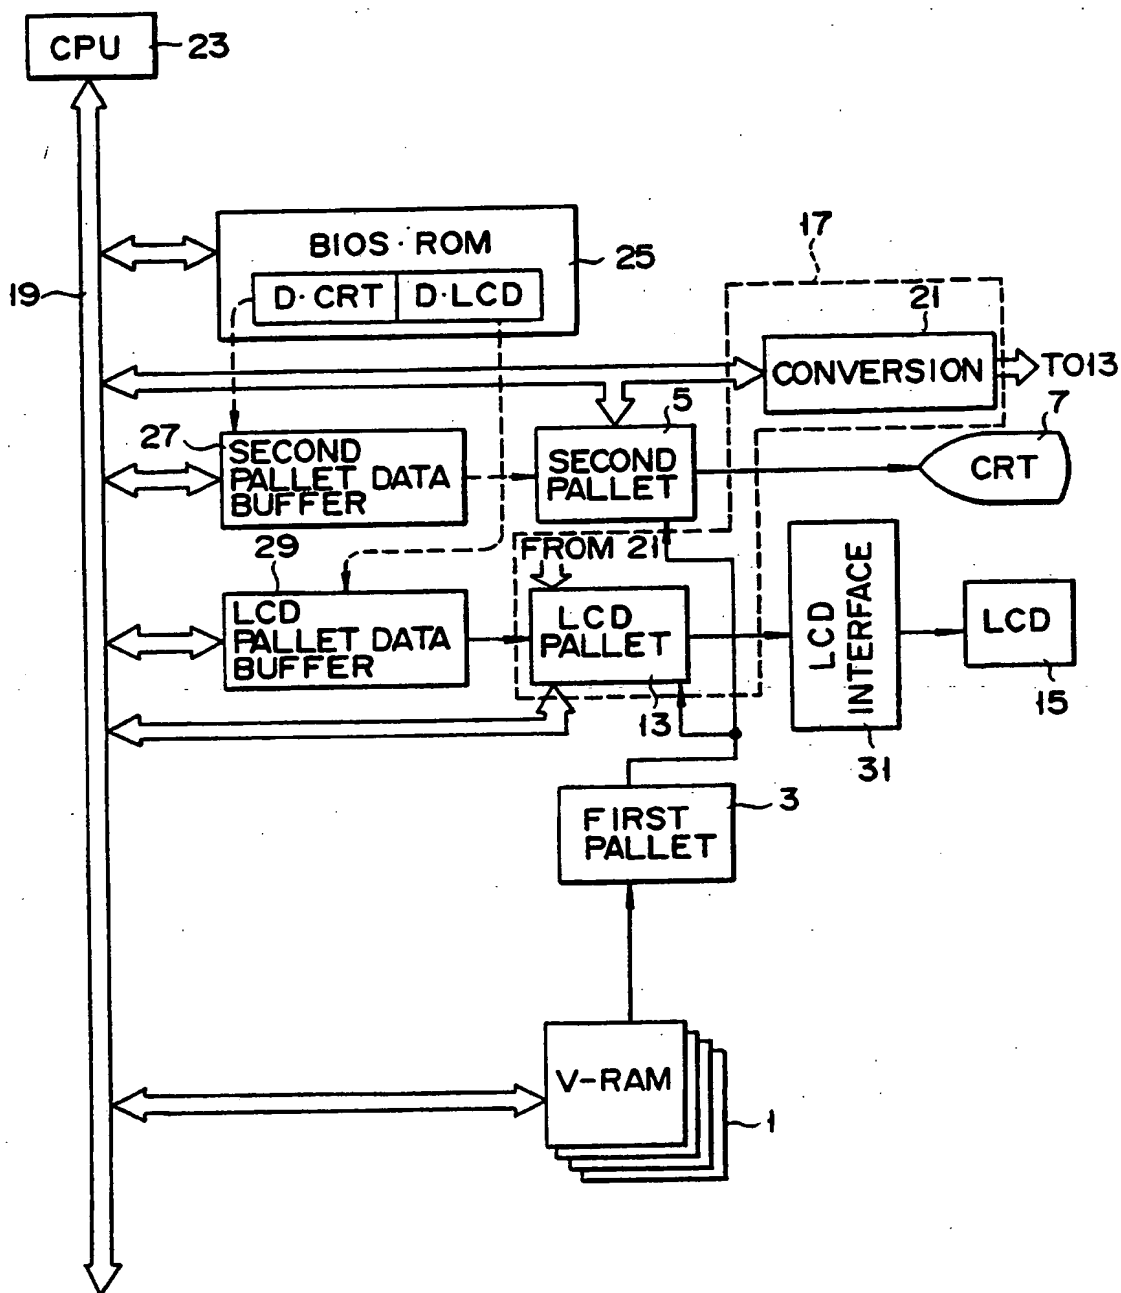 CPU
23
19
BIOS·ROM
D·CRT
D·LCD
25
17
21
CONVERSION
TO13
27
SECOND
PALLET DATA
BUFFER
5
SECOND
PALLET
7
CRT
29
LCD
PALLET DATA
BUFFER
FROM 21
LCD
PALLET
13
LCD
INTERFACE
31
LCD
15
FIRST
PALLET
3
V-RAM
1